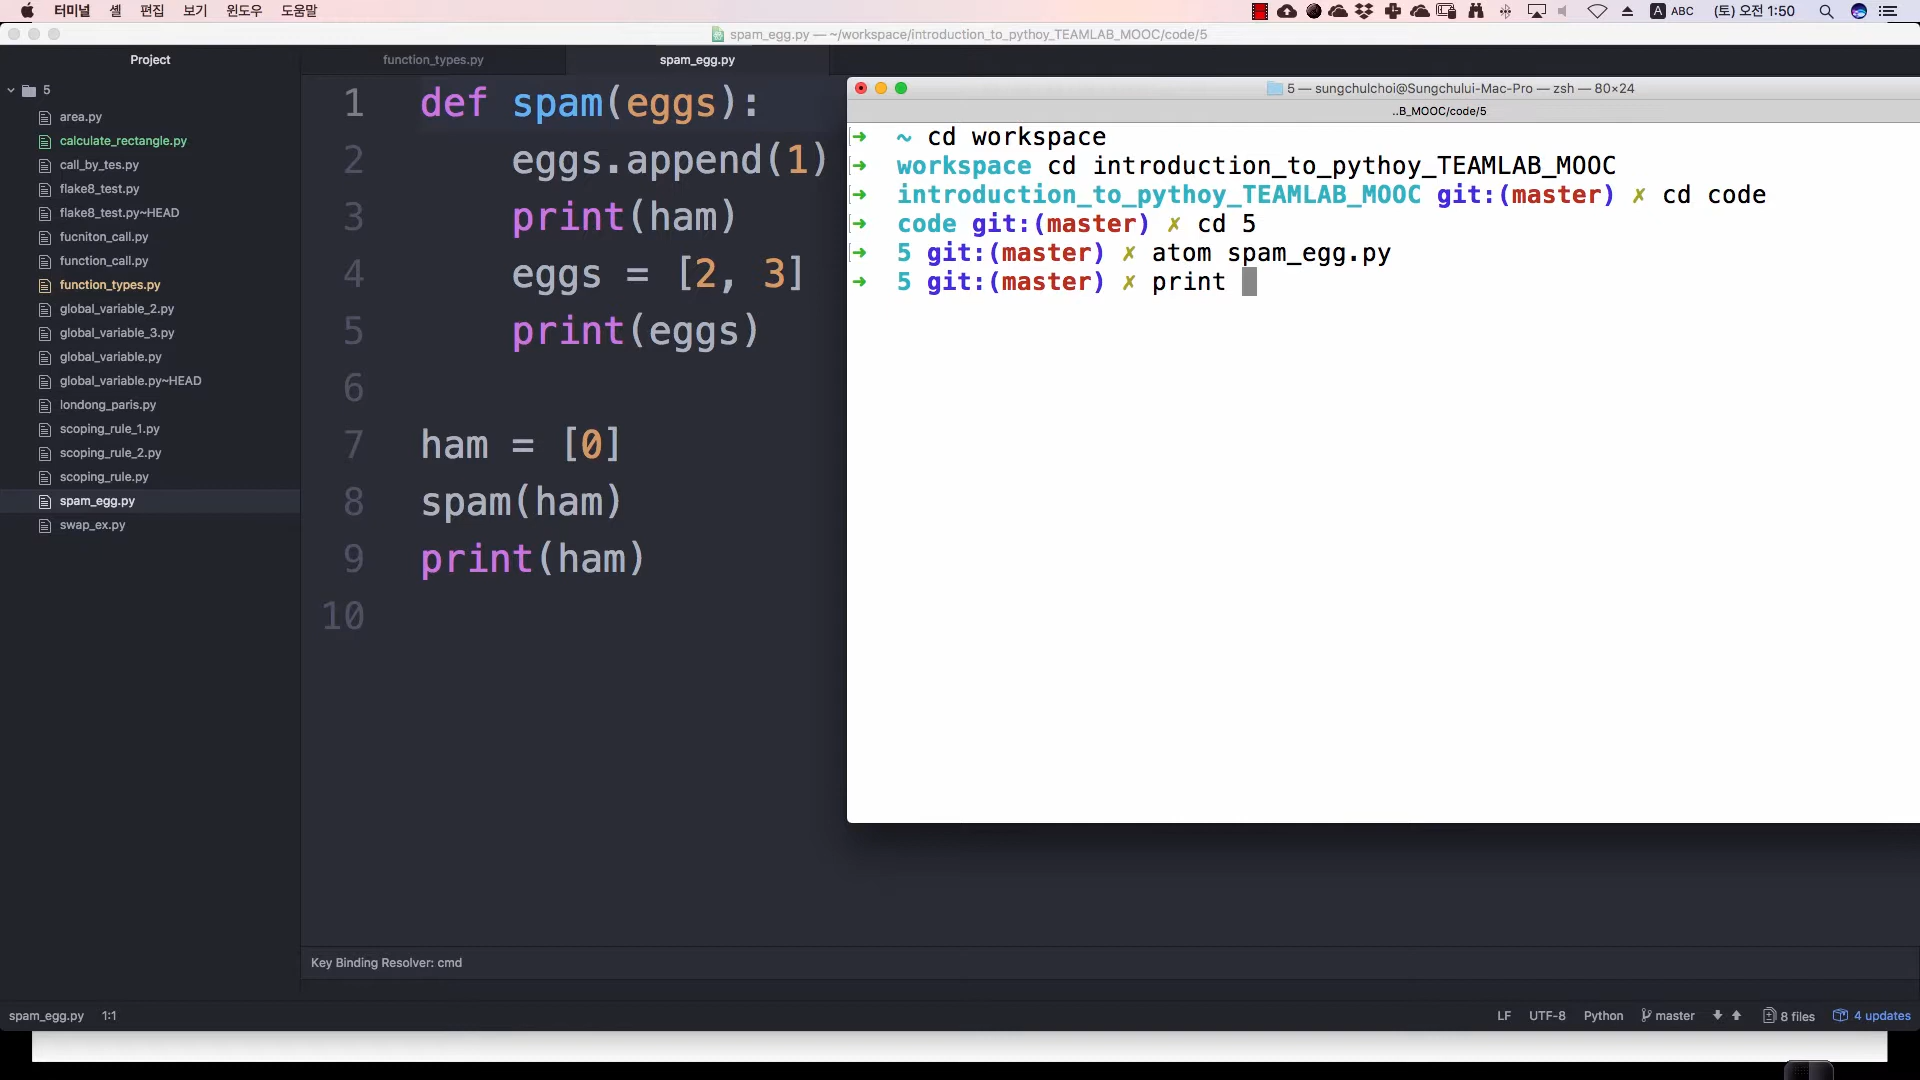 터미널 셸 편집 보기 윈도우 도움말 A ABC (토) 오전 1:50
spam_egg.py — ~/workspace/introduction_to_pythoy_TEAMLAB_MOOC/code/5
Project
5
area.py
calculate_rectangle.py
call_by_tes.py
flake8_test.py
flake8_test.py~HEAD
fucniton_call.py
function_call.py
function_types.py
global_variable_2.py
global_variable_3.py
global_variable.py
global_variable.py~HEAD
londong_paris.py
scoping_rule_1.py
scoping_rule_2.py
scoping_rule.py
spam_egg.py
swap_ex.py
function_types.py spam_egg.py
1 def spam(eggs):
2 eggs.append(1)
3 print(ham)
4 eggs = [2, 3]
5 print(eggs)
6
7 ham = [0]
8 spam(ham)
9 print(ham)
10
5 — sungchulchoi@Sungchului-Mac-Pro — zsh — 80×24
..B_MOOC/code/5
➜ ~ cd workspace
➜ workspace cd introduction_to_pythoy_TEAMLAB_MOOC
➜ introduction_to_pythoy_TEAMLAB_MOOC git:(master) ✗ cd code
➜ code git:(master) ✗ cd 5
➜ 5 git:(master) ✗ atom spam_egg.py
➜ 5 git:(master) ✗ print
Key Binding Resolver: cmd
spam_egg.py 1:1 LF UTF-8 Python master 8 files 4 updates